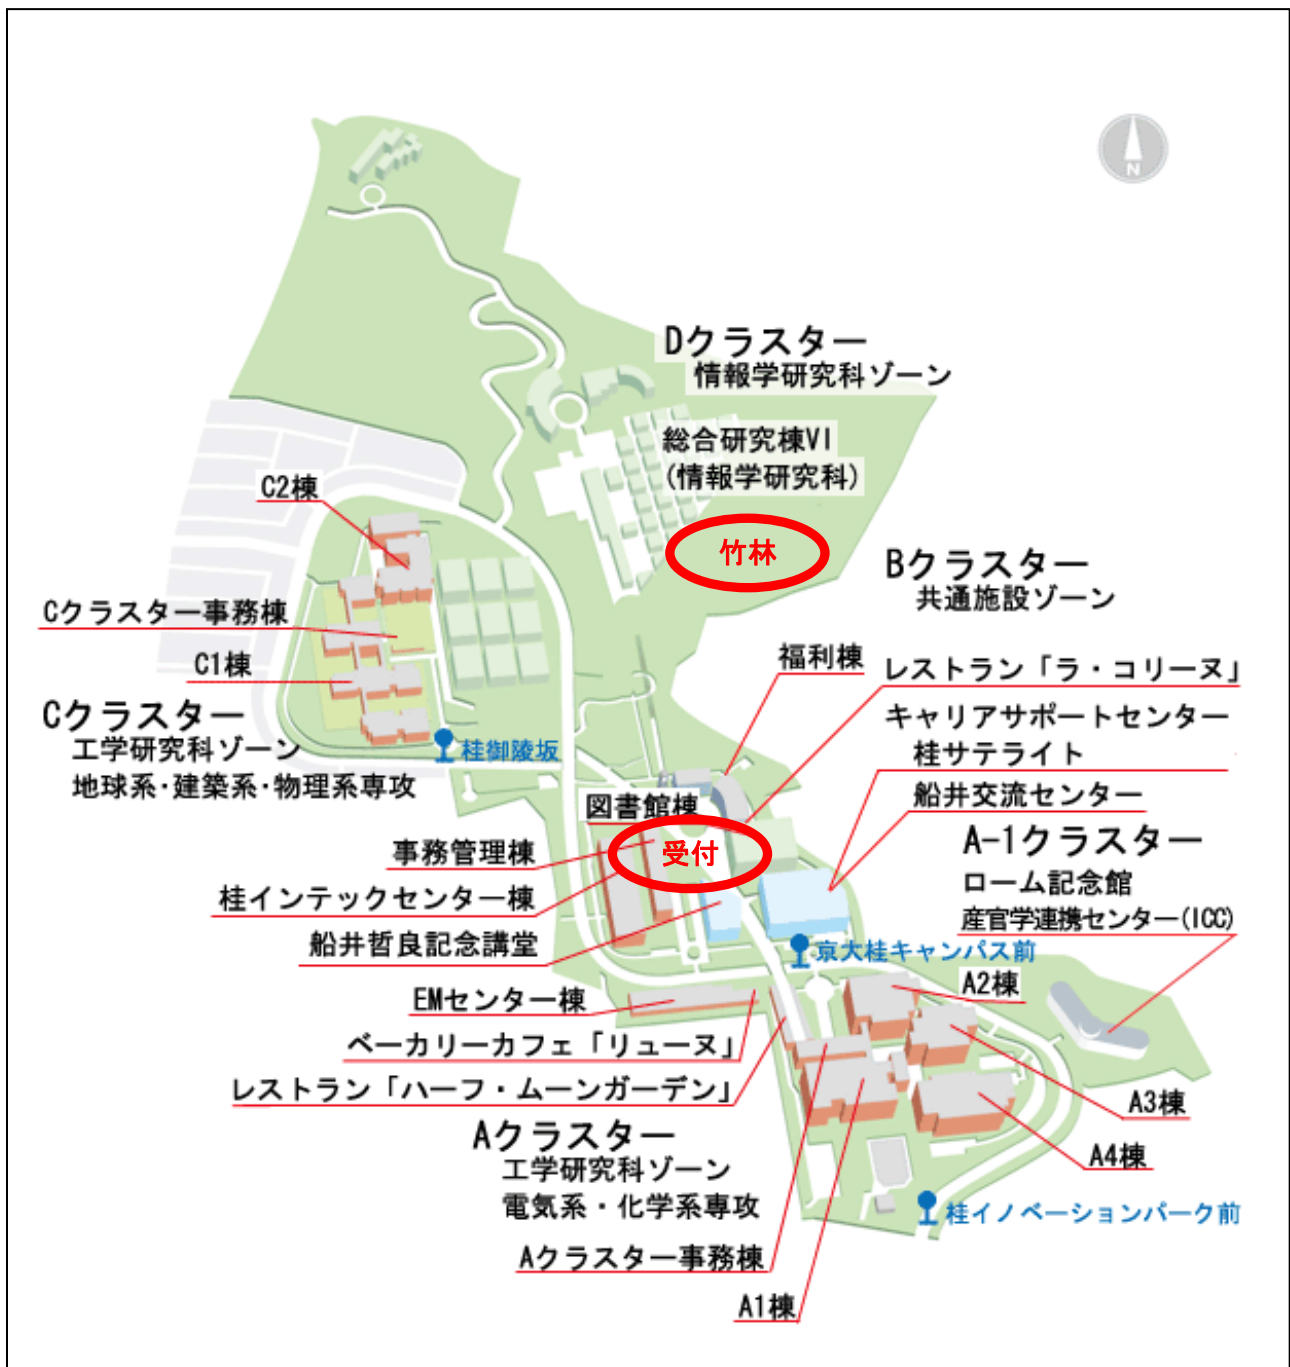 N
Dクラスター
情報学研究科ゾーン
総合研究棟VI
(情報学研究科)
竹林
C2棟
Cクラスター事務棟
C1棟
Cクラスター
工学研究科ゾーン
地球系･建築系･物理系専攻
桂御陵坂
Bクラスター
共通施設ゾーン
福利棟
レストラン「ラ・コリーヌ」
キャリアサポートセンター
桂サテライト
船井交流センター
図書館棟
受付
事務管理棟
桂インテックセンター棟
船井哲良記念講堂
A-1クラスター
ローム記念館
産官学連携センター(ICC)
京大桂キャンパス前
EMセンター棟
ベーカリーカフェ「リューヌ」
レストラン「ハーフ・ムーンガーデン」
A2棟
A3棟
A4棟
Aクラスター
工学研究科ゾーン
電気系・化学系専攻
桂イノベーションパーク前
Aクラスター事務棟
A1棟